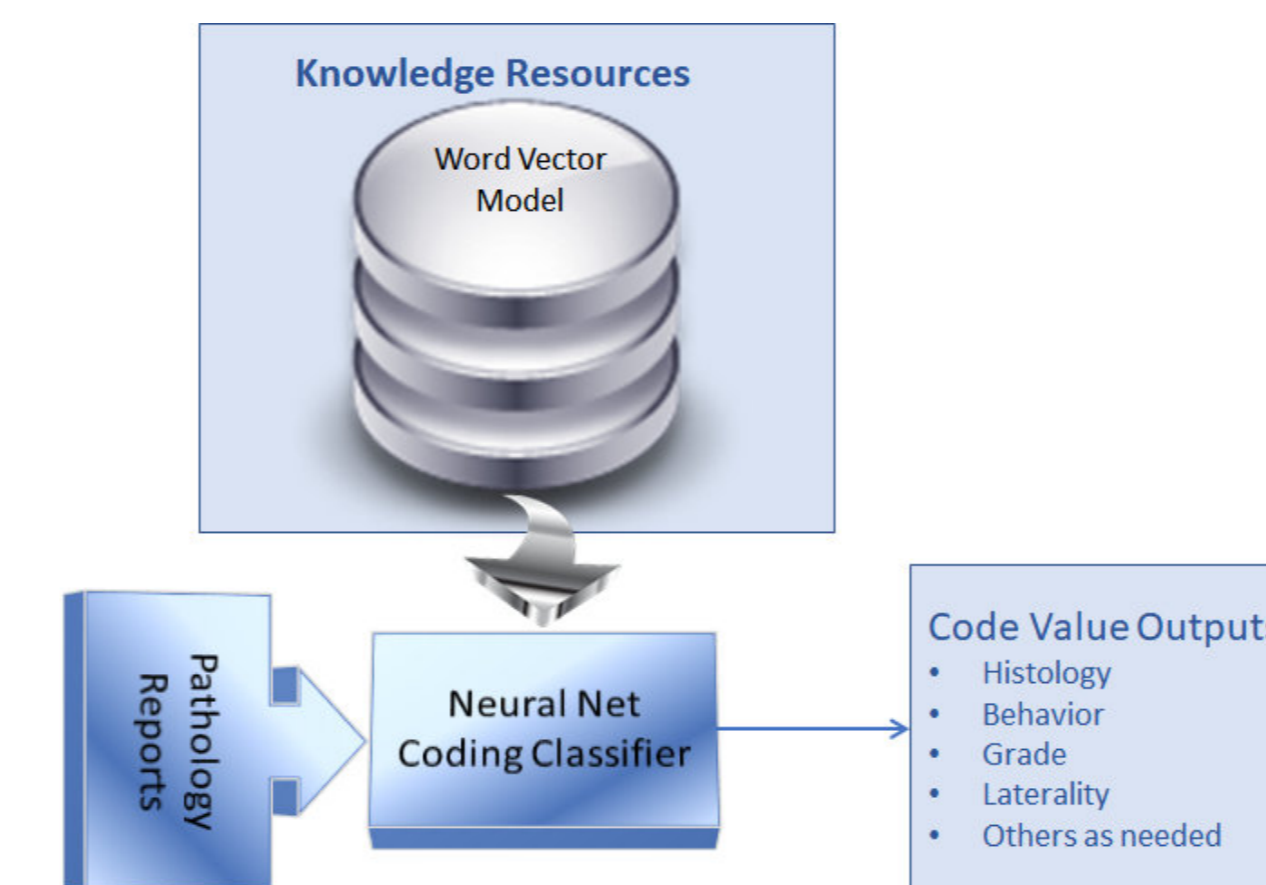 Knowledge Resources
Word Vector
Model
Pathology
Reports
Neural Net
Coding Classifier
Code Value Outputs
• Histology
• Behavior
• Grade
• Laterality
• Others as needed